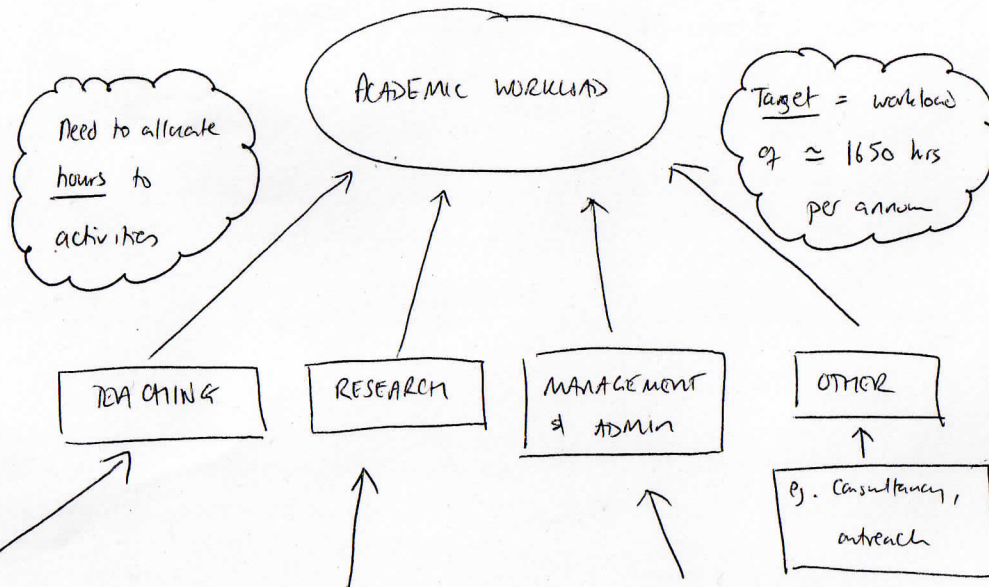 ACADEMIC WORKLOAD
Need to allocate
hours to
activities
Target = workload
of ≃ 1650 hrs
per annum
TEACHING
RESEARCH
MANAGEMENT
& ADMIN
OTHER
eg. Consultancy,
outreach